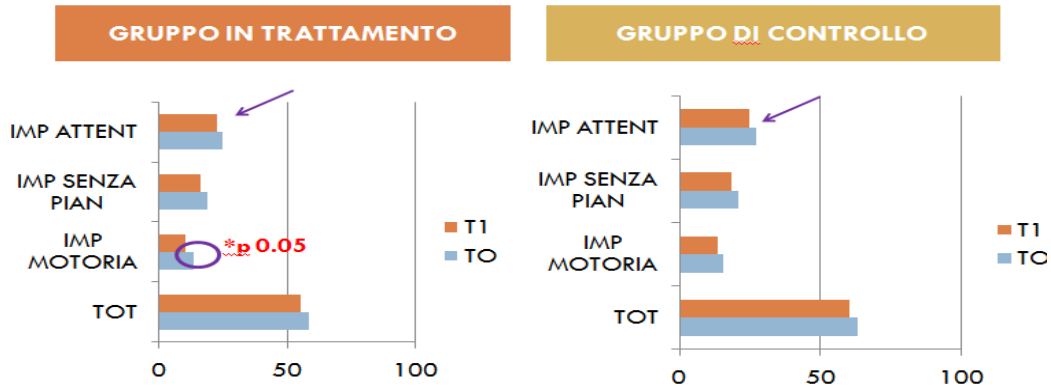 GRUPPO IN TRATTAMENTO
IMP ATTENT
IMP SENZA
PIAN
IMP
MOTORIA
TOT
*p 0.05
T1
TO
0
50
100
GRUPPO DI CONTROLLO
IMP ATTENT
IMP SENZA
PIAN
IMP
MOTORIA
TOT
T1
TO
0
50
100